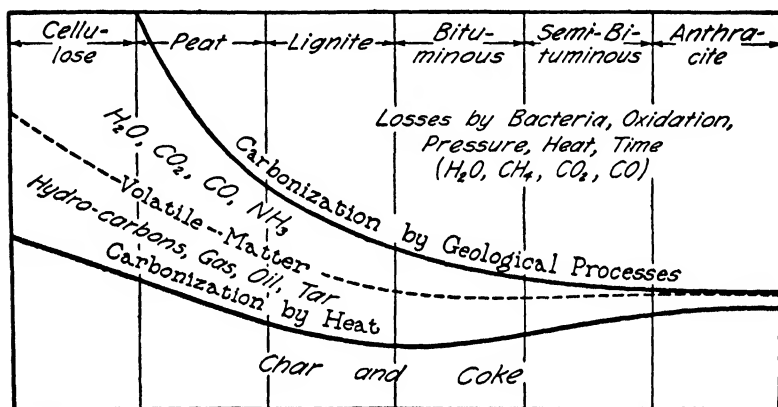 Cellu-
lose
Peat
Lignite
Bitu-
minous
Semi-Bi-
tuminous
Anthra-
cite
Losses by Bacteria, Oxidation,
Pressure, Heat, Time
(H₂O, CH₄, CO₂, CO)
H₂O, CO₂, CO, NH₃
Carbonization by Geological Processes
Volatile Matter
Hydro-carbons, Gas, Oil, Tar
Carbonization by Heat
Char and Coke